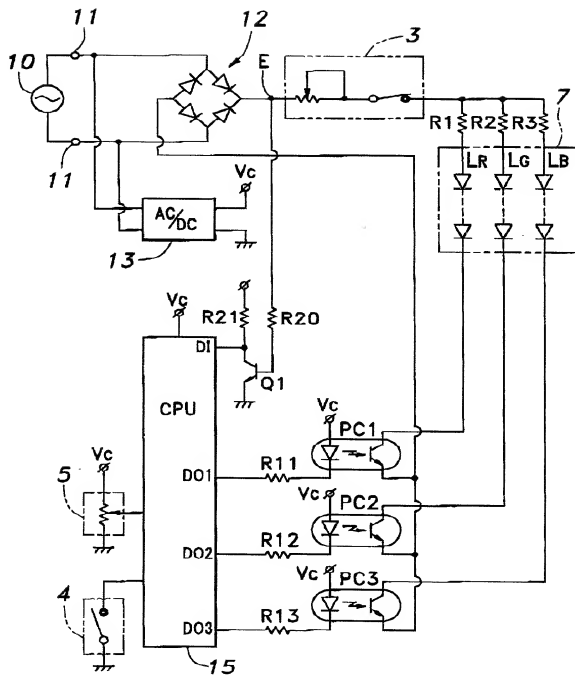 11
12
3
10
E
7
R1 R2 R3
11
LR LG LB
Vc
AC/DC
13
Vc
R21
R20
DI
Q1
CPU
Vc
PC1
Vc
5
DO1
R11
Vc
PC2
DO2
R12
Vc
PC3
4
DO3
R13
15